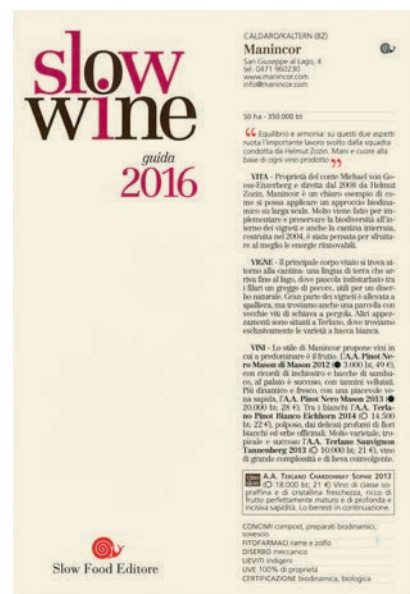 slow
wine
guida
2016
Slow Food Editore
CALDARO/KALTERN (BZ)
Manincor
San Giuseppe al Lago, 4
tel. 0471 960230
www.manincor.com
info@manincor.com
50 ha - 350.000 bt
“ Equilibrio e armonia: su questi due aspetti
ruota l'importante lavoro svolto dalla squadra
condotta da Helmut Zozin. Mani e cuore alla
base di ogni vino prodotto ”
VITA - Proprietà del conte Michael von Go-
ess-Enzerberg e diretta dal 2008 da Helmut
Zozin, Manincor è un chiaro esempio di co-
me si possa applicare un approccio biodina-
mico su larga scala. Molto viene fatto per im-
plementare e preservare la biodiversità all'in-
terno dei vigneti e anche la cantina interrata,
costruita nel 2004, è stata pensata per sfrutta-
re al meglio le energie rinnovabili.
VIGNE - Il principale corpo vitato si trova at-
torno alla cantina: una lingua di terra che ar-
riva fino al lago, dove pascola indisturbato tra
i filari un gregge di pecore, utili per un diser-
bo naturale. Gran parte dei vigneti è allevata a
spalliera, ma troviamo anche una parcella con
vecchie viti di schiava a pergola. Altri appez-
zamenti sono situati a Terlano, dove troviamo
esclusivamente le varietà a bacca bianca.
VINI - Lo stile di Manincor propone vini in
cui a predominare è il frutto. L'A.A. Pinot Ne-
ro Mason di Mason 2012 (● 3.000 bt; 49 €),
con ricordi di inchiostro e bacche di sambu-
co, al palato è succoso, con tannini vellutati.
Più dinamico e fresco, con una piacevole ve-
na sapida, l'A.A. Pinot Nero Mason 2013 (●
20.000 bt; 28 €). Tra i bianchi l'A.A. Terla-
no Pinot Bianco Eichhorn 2014 (○ 14.500
bt; 22 €), polposo, dai delicati profumi di fiori
bianchi ed erbe officinali. Molto varietale, tro-
picale e succoso l'A.A. Terlano Sauvignon
Tannenberg 2013 (○ 10.000 bt; 21 €), vino
di grande complessità e di beva coinvolgente.
slow
wine
A.A. TERLANO CHARDONNAY SOPHIE 2013
(○ 18.000 bt; 21 €) Vino di classe so-
praffina e di cristallina freschezza, ricco di
frutto perfettamente maturo e di profonda e
incisiva sapidità. Lo berresti in continuazione.
CONCIMI compost, preparati biodinamici,
sovescio
FITOFARMACI rame e zolfo
DISERBO meccanico
LIEVITI indigeni
UVE 100% di proprietà
CERTIFICAZIONE biodinamica, biologica